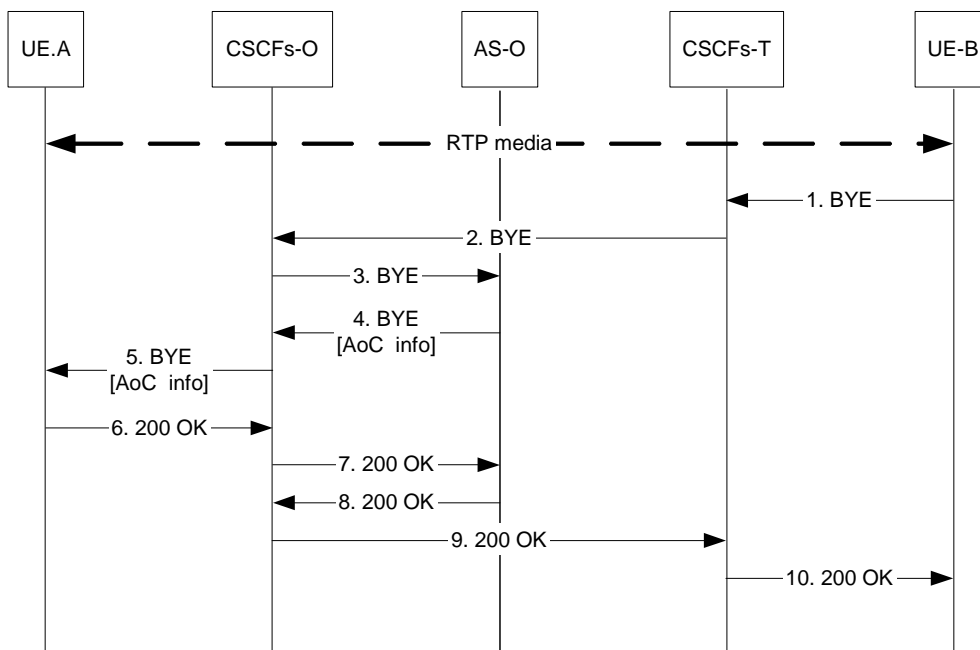 UE.A
CSCFs-O
AS-O
CSCFs-T
UE-B
RTP media
1. BYE
2. BYE
3. BYE
4. BYE
[AoC info]
5. BYE
[AoC info]
6. 200 OK
7. 200 OK
8. 200 OK
9. 200 OK
10. 200 OK